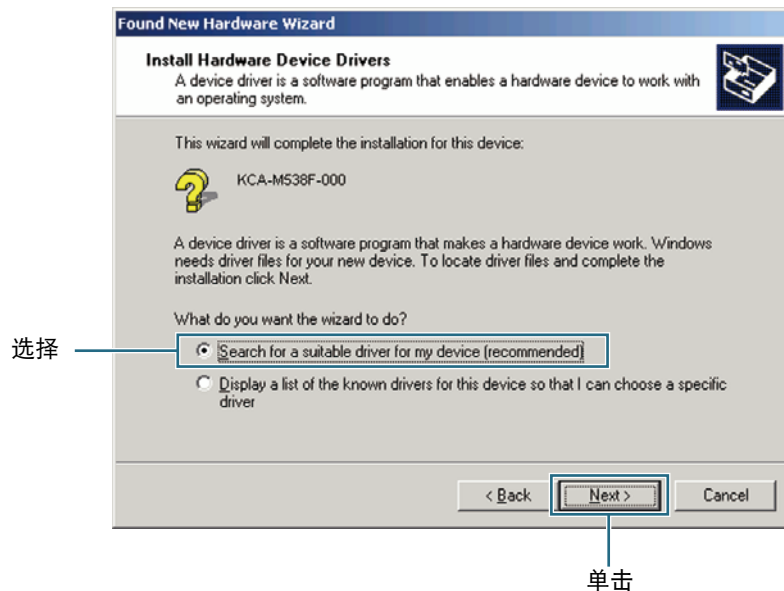 Found New Hardware Wizard
Install Hardware Device Drivers
A device driver is a software program that enables a hardware device to work with
an operating system.
This wizard will complete the installation for this device:
KCA-M538F-000
A device driver is a software program that makes a hardware device work. Windows
needs driver files for your new device. To locate driver files and complete the
installation click Next.
What do you want the wizard to do?
选择
Search for a suitable driver for my device (recommended)
Display a list of the known drivers for this device so that I can choose a specific
driver
< Back
Next >
Cancel
单击